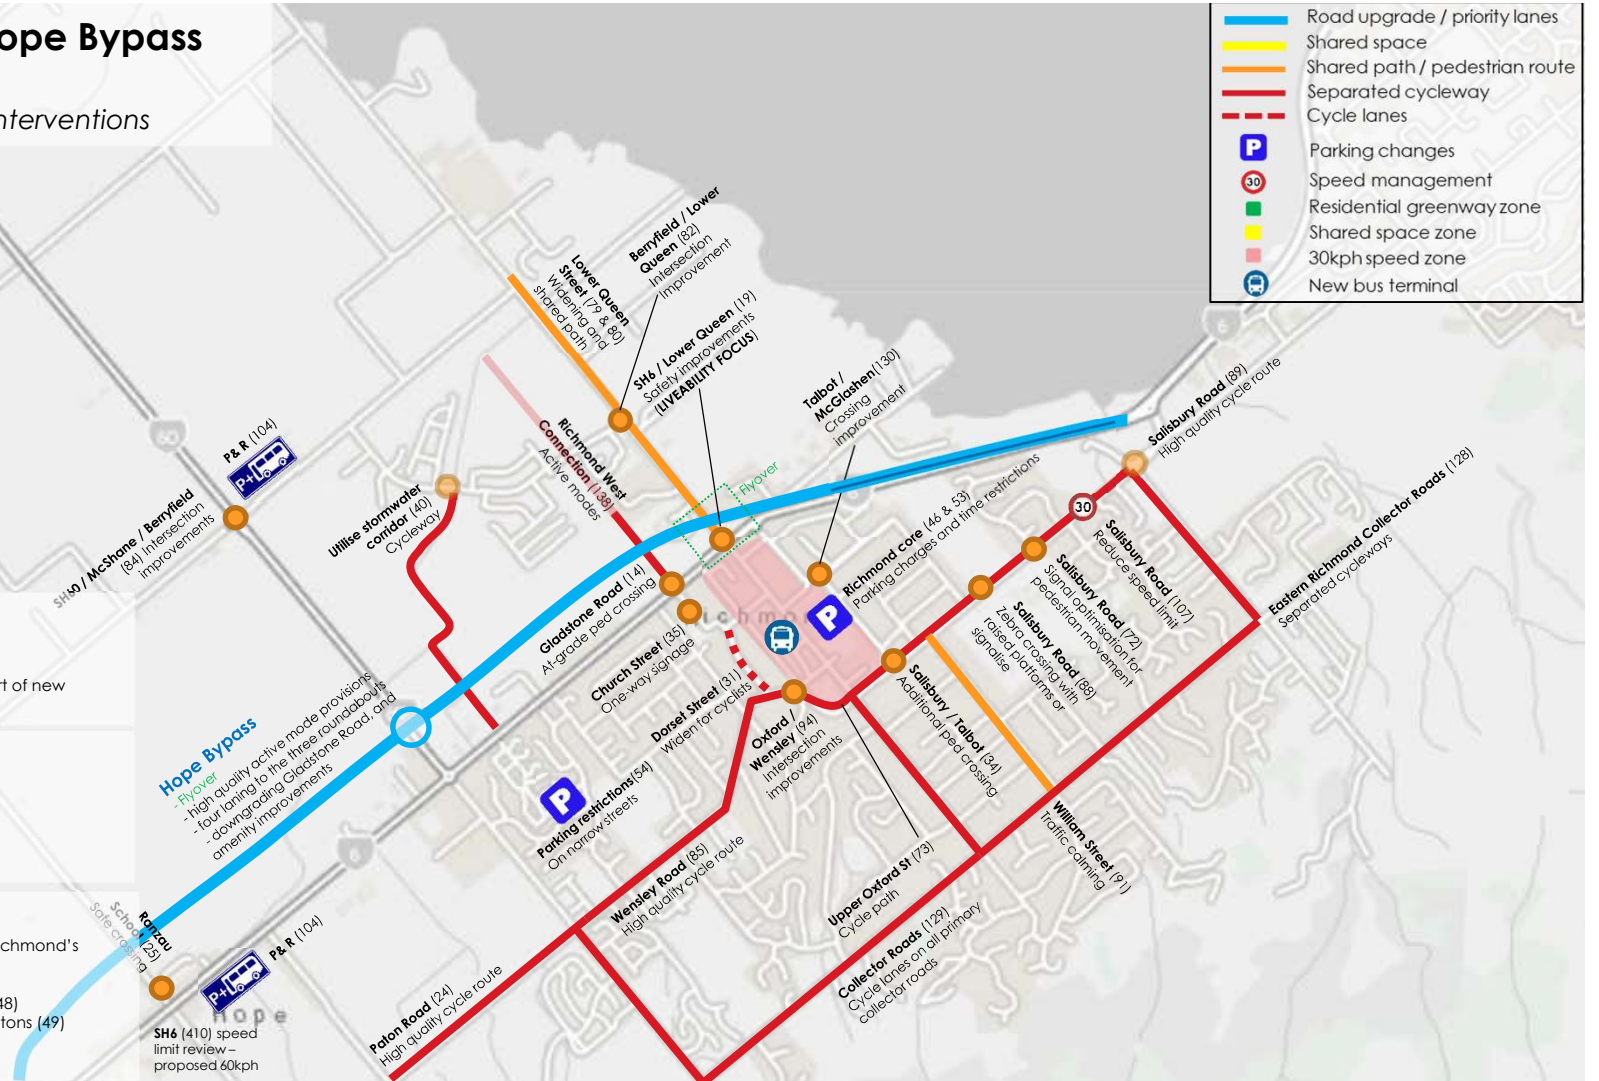 ope Bypass
nterventions
Road upgrade / priority lanes
Shared space
Shared path / pedestrian route
Separated cycleway
Cycle lanes
P
Parking changes
30
Speed management
Residential greenway zone
Shared space zone
30kph speed zone
New bus terminal
6
Berryfield / Lower
Queen (82)
Intersection
improvement
Lower Queen
Street (79 & 80)
Widening and
shared path
SH6 / Lower Queen (19)
Safety improvements
(LIVEABILITY FOCUS)
Talbot /
McGlashen(130)
Crossing
improvement
Salisbury Road (89)
High quality cycle route
60
P& R (104)
P+
SH60 / McShane / Berryfield
(84) Intersection
improvements
Utilise stormwater
corridor (40)
Cycleway
Richmond West
Connection (138)
Active modes
Flyover
Richmond core (46 & 53)
Parking charges and time restrictions
30
Salisbury Road (107)
Reduce speed limit
Salisbury Road (72)
Signal optimisation for
pedestrian movement
Salisbury Road (88)
Zebra crossing with
raised platforms or
signalise
Eastern Richmond Collector Roads (128)
Separated cycleways
Gladstone Road (14)
At-grade ped crossing
ichmon
P
Church Street (35)
One-way signage
Dorset Street (31)
Widen for cyclists
Oxford /
Wensley (94)
Intersection
improvements
Salisbury / Talbot (34)
Additional ped crossing
rt of new
Hope Bypass
- Flyover
- high quality active mode provisions
- four laning to the three roundabouts
- downgrading Gladstone Road, and
amenity improvements
P
Parking restrictions(54)
On narrow streets
William Street (91)
Traffic calming
6
Wensley Road (85)
High quality cycle route
Upper Oxford St (73)
Cycle path
Collector Roads (129)
Cycle lanes on all primary
collector roads
Ranzau
School (25)
Safe crossing
chmond's
P& R (104)
P+
Paton Road (24)
High quality cycle route
48)
tons (49)
Hope
SH6 (410) speed
limit review –
proposed 60kph